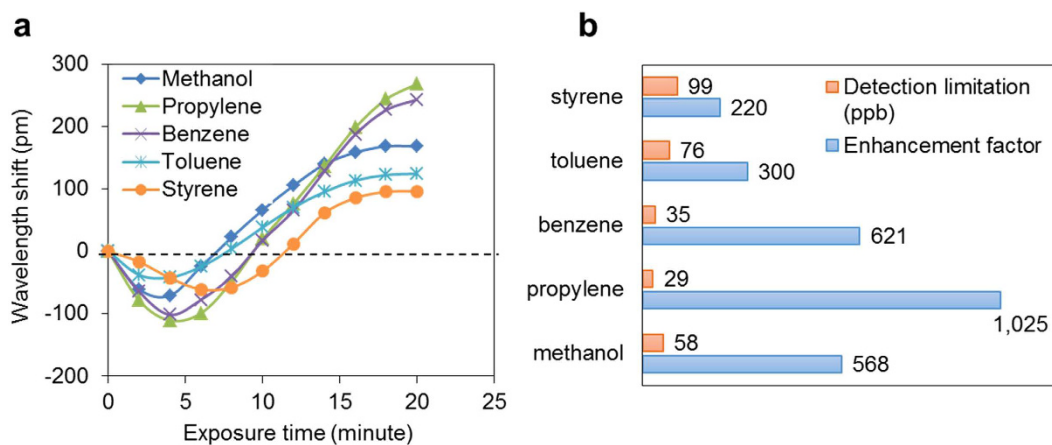 a
300
200
100
0
-100
-200
Wavelength shift (pm)
Methanol
Propylene
Benzene
Toluene
Styrene
0 5 10 15 20 25
Exposure time (minute)
b
Detection limitation (ppb)
Enhancement factor
styrene
99
220
toluene
76
300
benzene
35
621
propylene
29
1,025
methanol
58
568